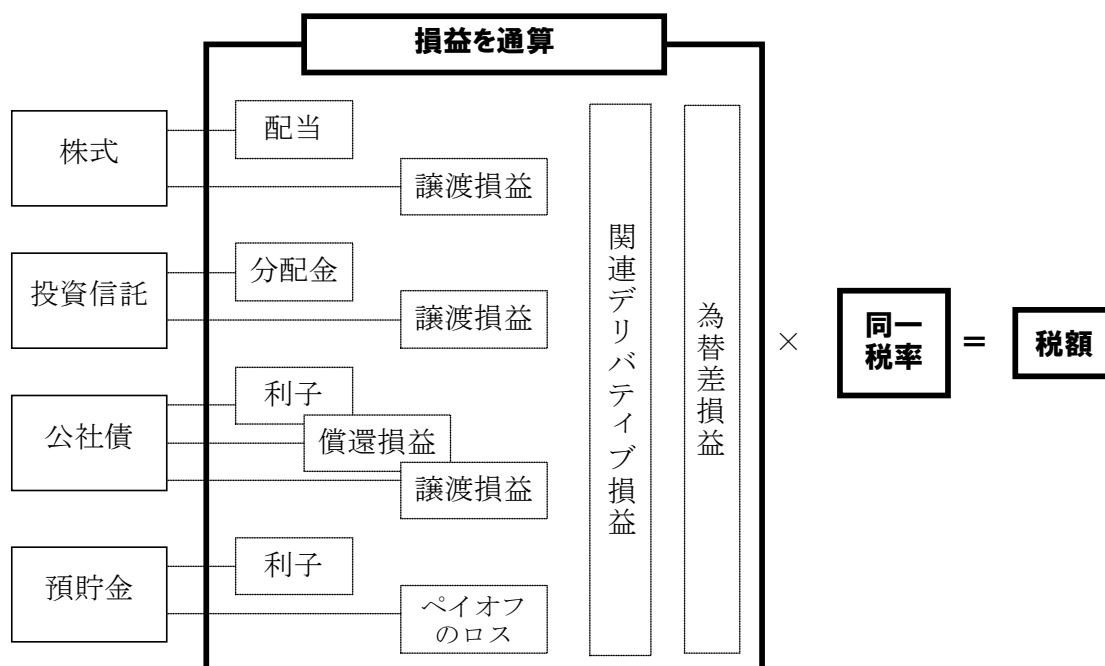 損益を通算
株式
配当
譲渡損益
投資信託
分配金
譲渡損益
公社債
利子
償還損益
譲渡損益
預貯金
利子
ペイオフ
のロス
関連デリバティブ損益
為替差損益
×
同一
税率
＝
税額